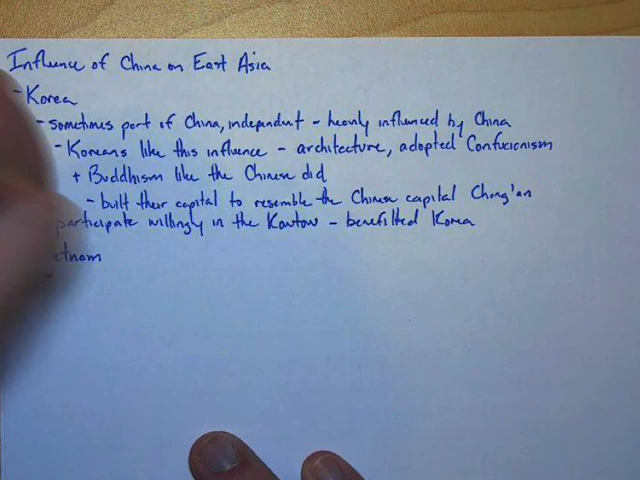 Influence of China on East Asia
- Korea
- sometimes part of China, independent - heavily influenced by China
- Koreans like this influence - architecture, adopted Confucionism
+ Buddhism like the Chinese did
- built their capital to resemble the Chinese capital Chang'an
participate willingly in the Kowtow - benefitted Korea
etnam
-